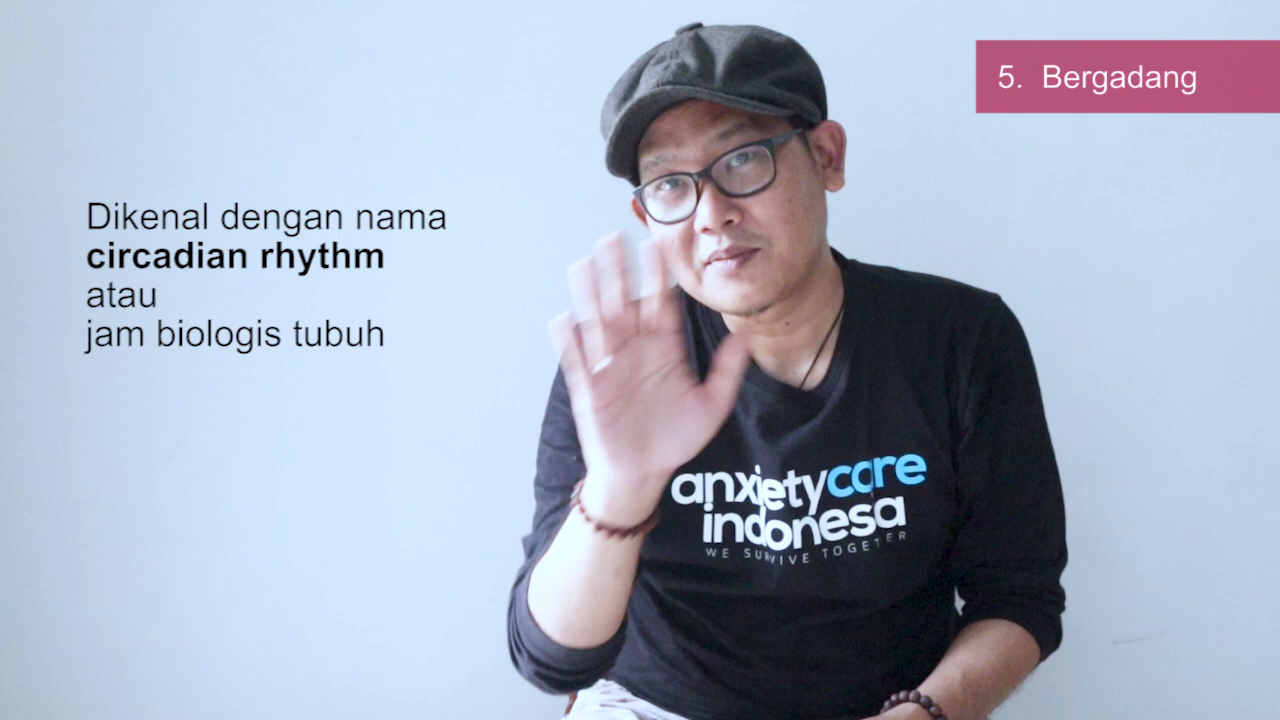 5. Bergadang
Dikenal dengan nama
circadian rhythm
atau
jam biologis tubuh
anxietycare
indonesa
WE SURVIVE TOGETER